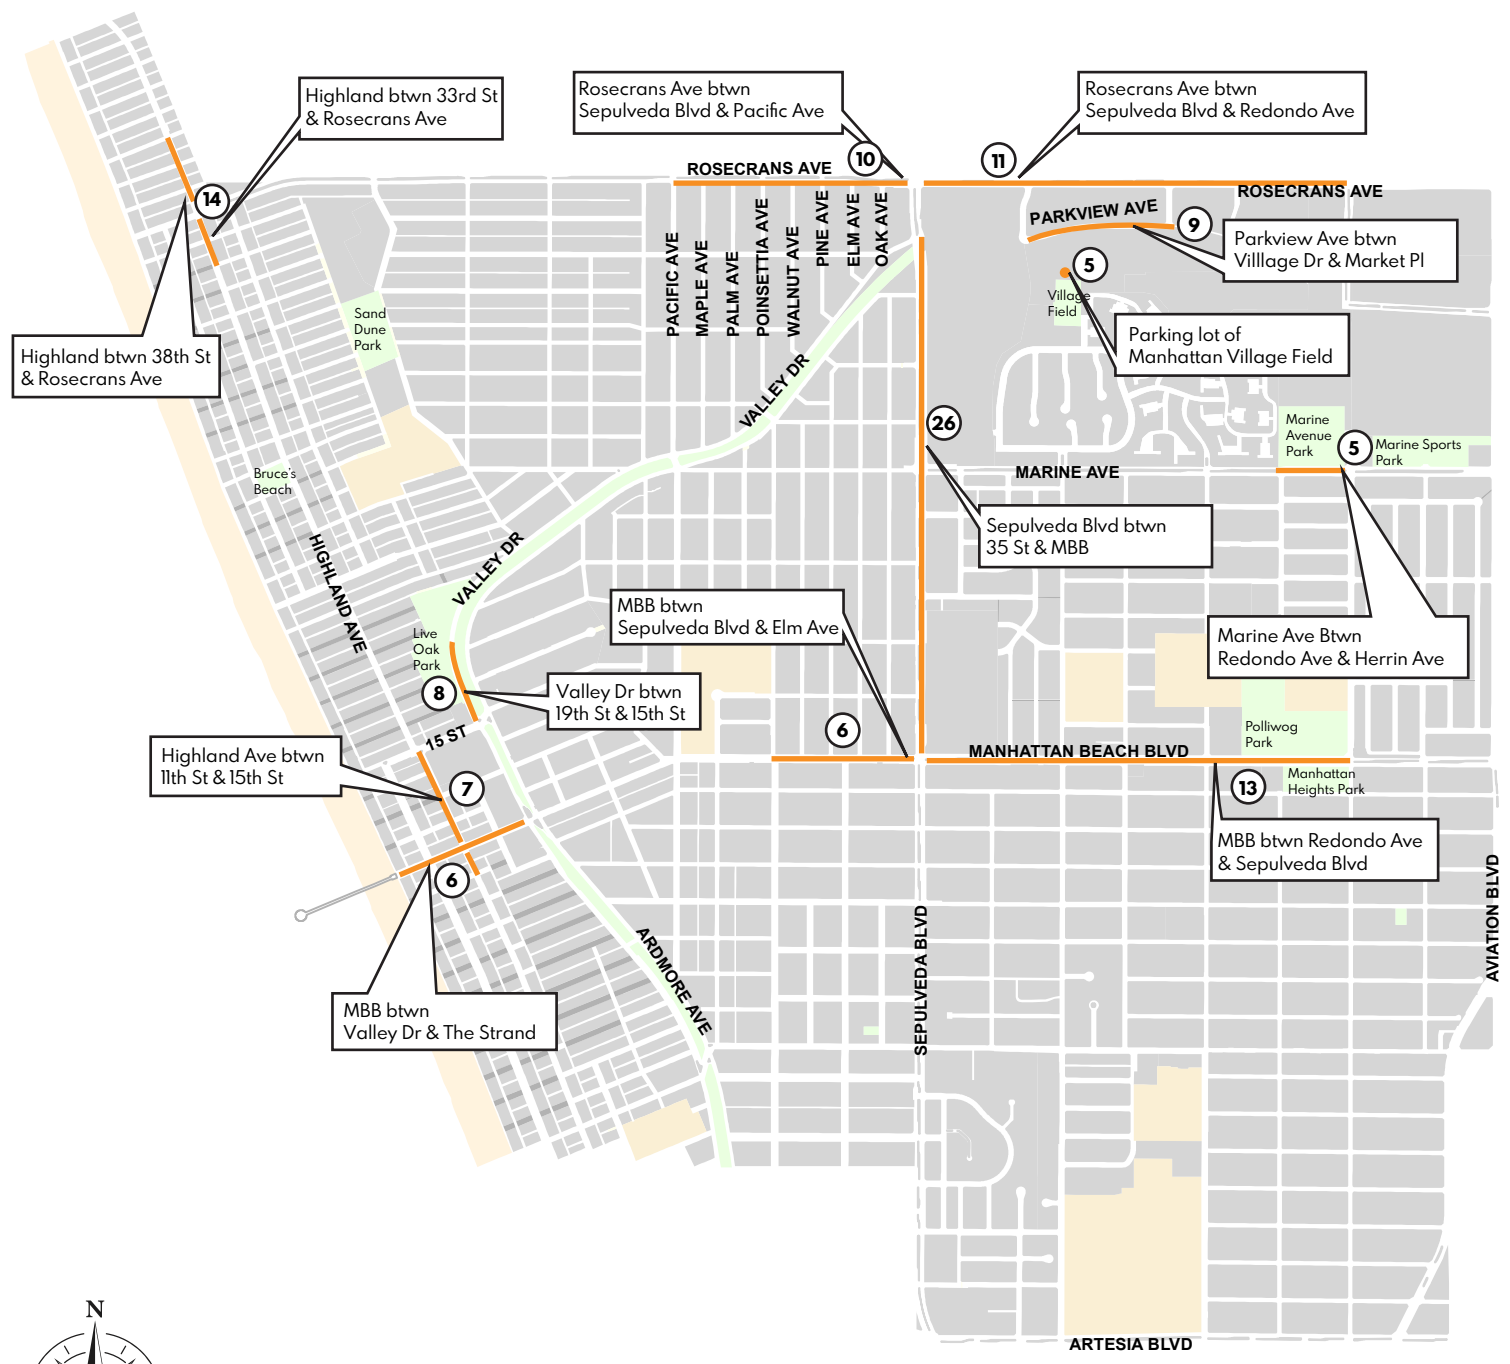 Highland btwn 33rd St
& Rosecrans Ave
Rosecrans Ave btwn
Sepulveda Blvd & Pacific Ave
Rosecrans Ave btwn
Sepulveda Blvd & Redondo Ave
14
10
11
ROSECRANS AVE
ROSECRANS AVE
PARKVIEW AVE
9
Parkview Ave btwn
Villlage Dr & Market Pl
PACIFIC AVE
MAPLE AVE
PALM AVE
POINSETTIA AVE
WALNUT AVE
PINE AVE
ELM AVE
OAK AVE
5
Village
Field
Parking lot of
Manhattan Village Field
Sand
Dune
Park
Highland btwn 38th St
& Rosecrans Ave
VALLEY DR
26
Marine
Avenue
Park
5
Marine Sports
Park
MARINE AVE
Bruce's
Beach
Sepulveda Blvd btwn
35 St & MBB
HIGHLAND AVE
VALLEY DR
MBB btwn
Sepulveda Blvd & Elm Ave
Marine Ave Btwn
Redondo Ave & Herrin Ave
Live
Oak
Park
8
Valley Dr btwn
19th St & 15th St
15 ST
6
Polliwog
Park
MANHATTAN BEACH BLVD
Highland Ave btwn
11th St & 15th St
7
13
Manhattan
Heights Park
MBB btwn Redondo Ave
& Sepulveda Blvd
6
AVIATION BLVD
SEPULVEDA BLVD
ARDMORE AVE
MBB btwn
Valley Dr & The Strand
N
ARTESIA BLVD